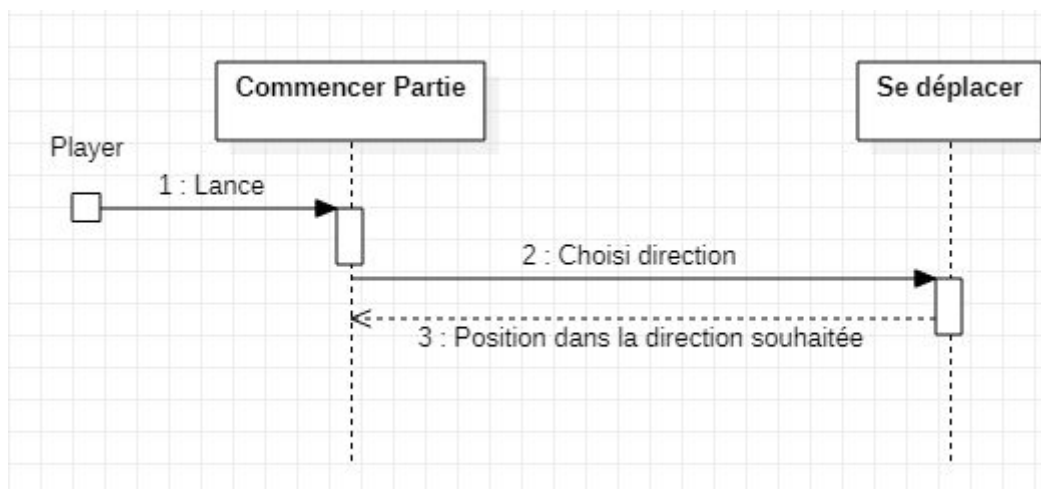 Commencer Partie
Se déplacer
Player
1 : Lance
2 : Choisi direction
3 : Position dans la direction souhaitée